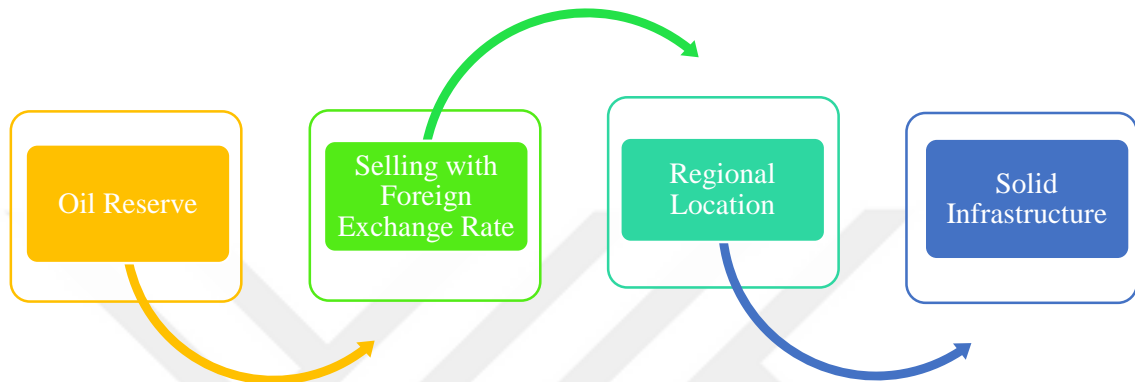 Oil Reserve
Selling with
Foreign
Exchange Rate
Regional
Location
Solid
Infrastructure